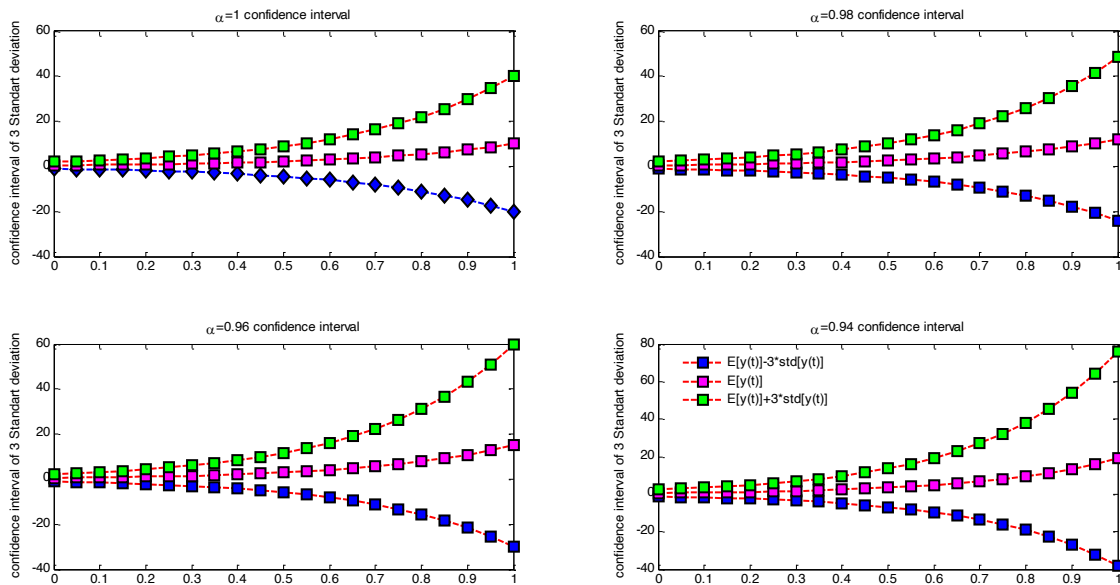 α=1 confidence interval
confidence interval of 3 Standart deviation
60
40
20
0
-20
-40
0 0.1 0.2 0.3 0.4 0.5 0.6 0.7 0.8 0.9 1
α=0.98 confidence interval
confidence interval of 3 Standart deviation
60
40
20
0
-20
-40
0 0.1 0.2 0.3 0.4 0.5 0.6 0.7 0.8 0.9 1
α=0.96 confidence interval
confidence interval of 3 Standart deviation
60
40
20
0
-20
-40
0 0.1 0.2 0.3 0.4 0.5 0.6 0.7 0.8 0.9 1
α=0.94 confidence interval
confidence interval of 3 Standart deviation
80
60
40
20
0
-20
-40
0 0.1 0.2 0.3 0.4 0.5 0.6 0.7 0.8 0.9 1
E[y(t)]-3*std[y(t)]
E[y(t)]
E[y(t)]+3*std[y(t)]